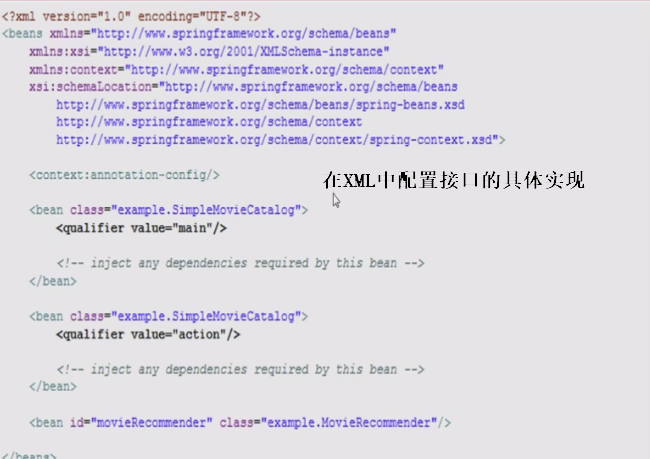 <?xml version="1.0" encoding="UTF-8"?>
<beans xmlns="http://www.springframework.org/schema/beans"
xmlns:xsi="http://www.w3.org/2001/XMLSchema-instance"
xmlns:context="http://www.springframework.org/schema/context"
xsi:schemaLocation="http://www.springframework.org/schema/beans
http://www.springframework.org/schema/beans/spring-beans.xsd
http://www.springframework.org/schema/context
http://www.springframework.org/schema/context/spring-context.xsd">
<context:annotation-config/>
在XML中配置接口的具体实现
<bean class="example.SimpleMovieCatalog">
<qualifier value="main"/>
<!-- inject any dependencies required by this bean -->
</bean>
<bean class="example.SimpleMovieCatalog">
<qualifier value="action"/>
<!-- inject any dependencies required by this bean -->
</bean>
<bean id="movieRecommender" class="example.MovieRecommender"/>
</beans>